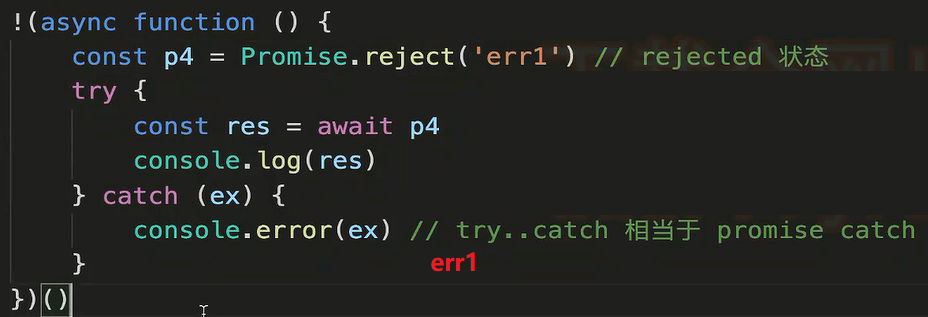 !(async function () {
    const p4 = Promise.reject('err1') // rejected 状态
    try {
        const res = await p4
        console.log(res)
    } catch (ex) {
        console.error(ex) // try..catch 相当于 promise catch
    }
err1
})()